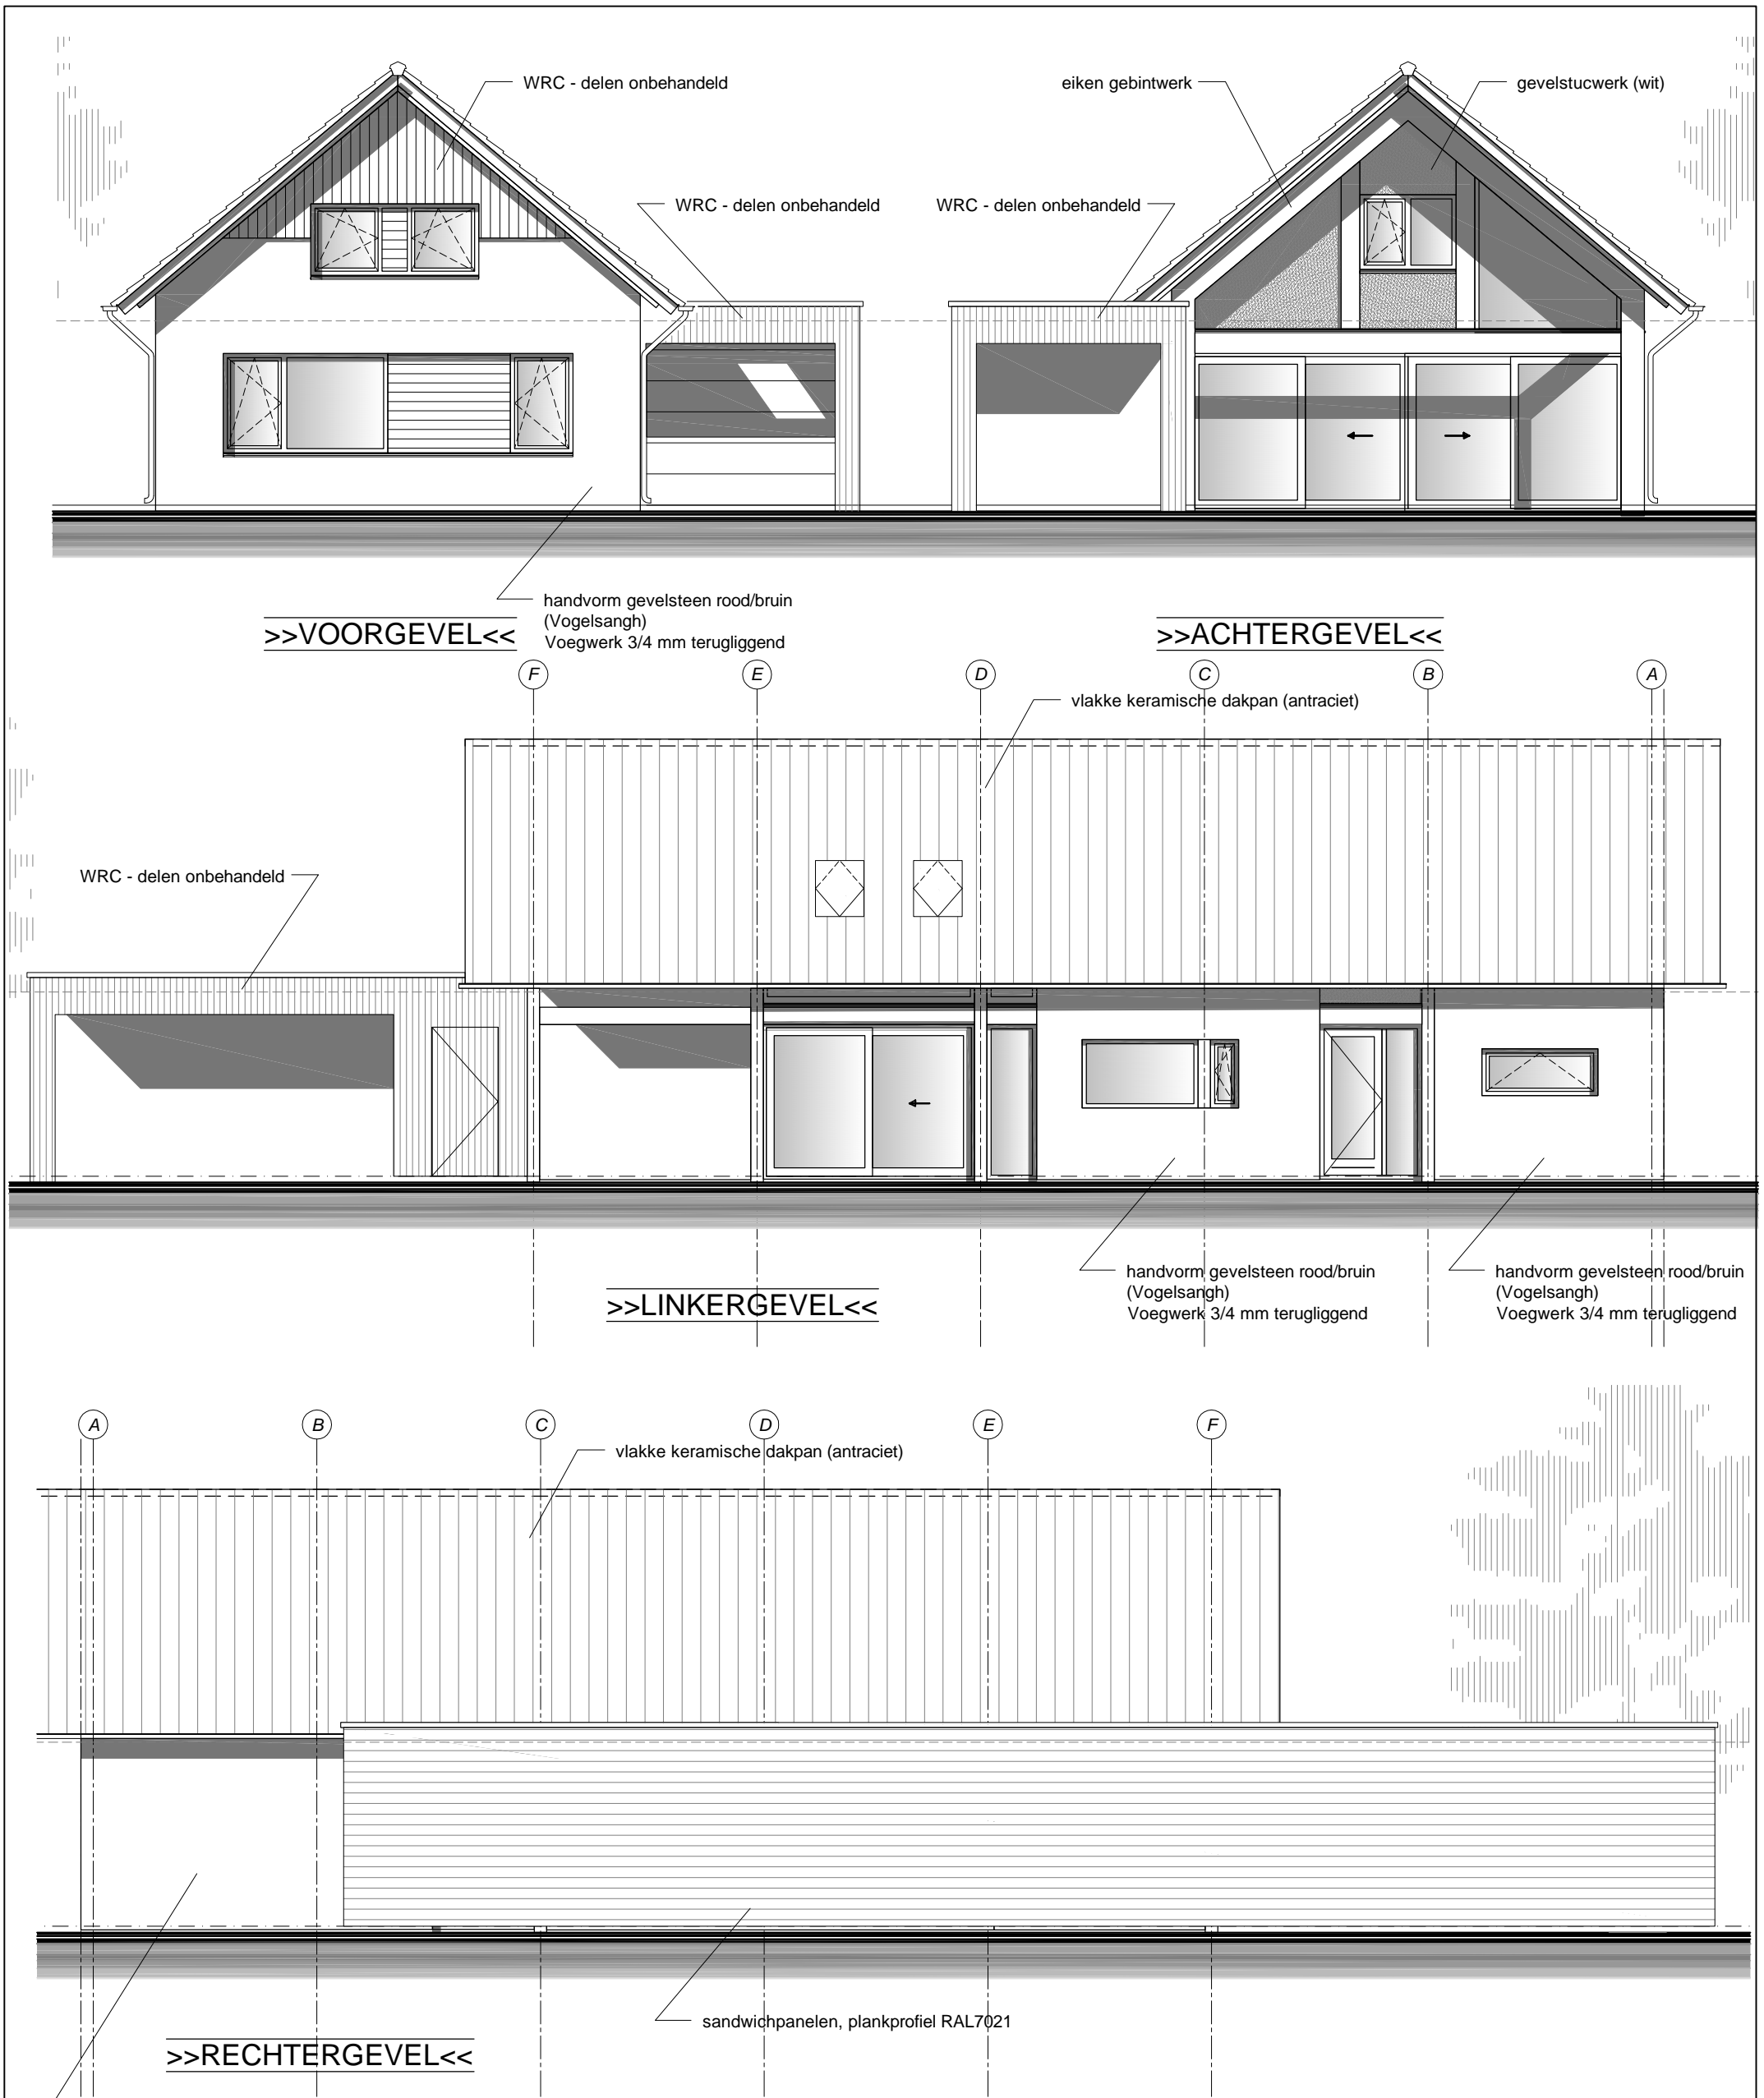 WRC - delen onbehandeld
eiken gebintwerk
gevelstucwerk (wit)
WRC - delen onbehandeld
WRC - delen onbehandeld
handvorm gevelsteen rood/bruin
(Vogelsangh)
Voegwerk 3/4 mm terugliggend
>>VOORGEVEL<<
>>ACHTERGEVEL<<
F
E
D
C
B
A
vlakke keramische dakpan (antraciet)
WRC - delen onbehandeld
handvorm gevelsteen rood/bruin
(Vogelsangh)
Voegwerk 3/4 mm terugliggend
handvorm gevelsteen rood/bruin
(Vogelsangh)
Voegwerk 3/4 mm terugliggend
>>LINKERGEVEL<<
A
B
C
D
E
F
vlakke keramische dakpan (antraciet)
sandwichpanelen, plankprofiel RAL7021
>>RECHTERGEVEL<<